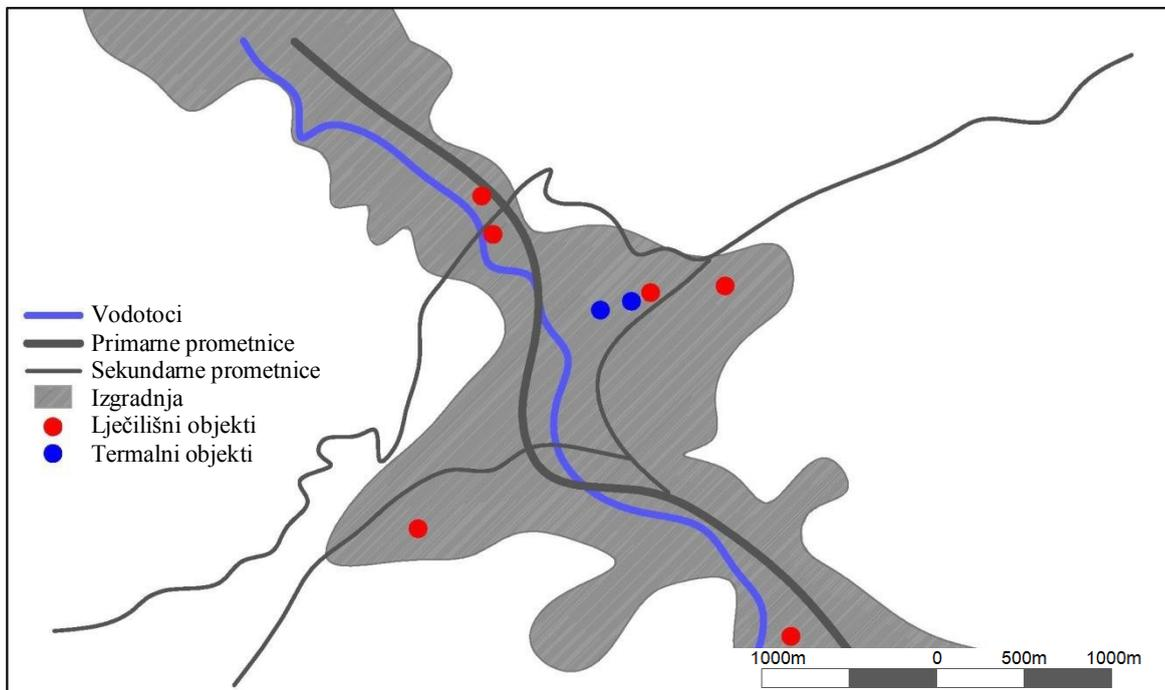 Vodotoci
Primarne prometnice
Sekundarne prometnice
Izgradnja
Lječilišni objekti
Termalni objekti
1000m 0 500m 1000m